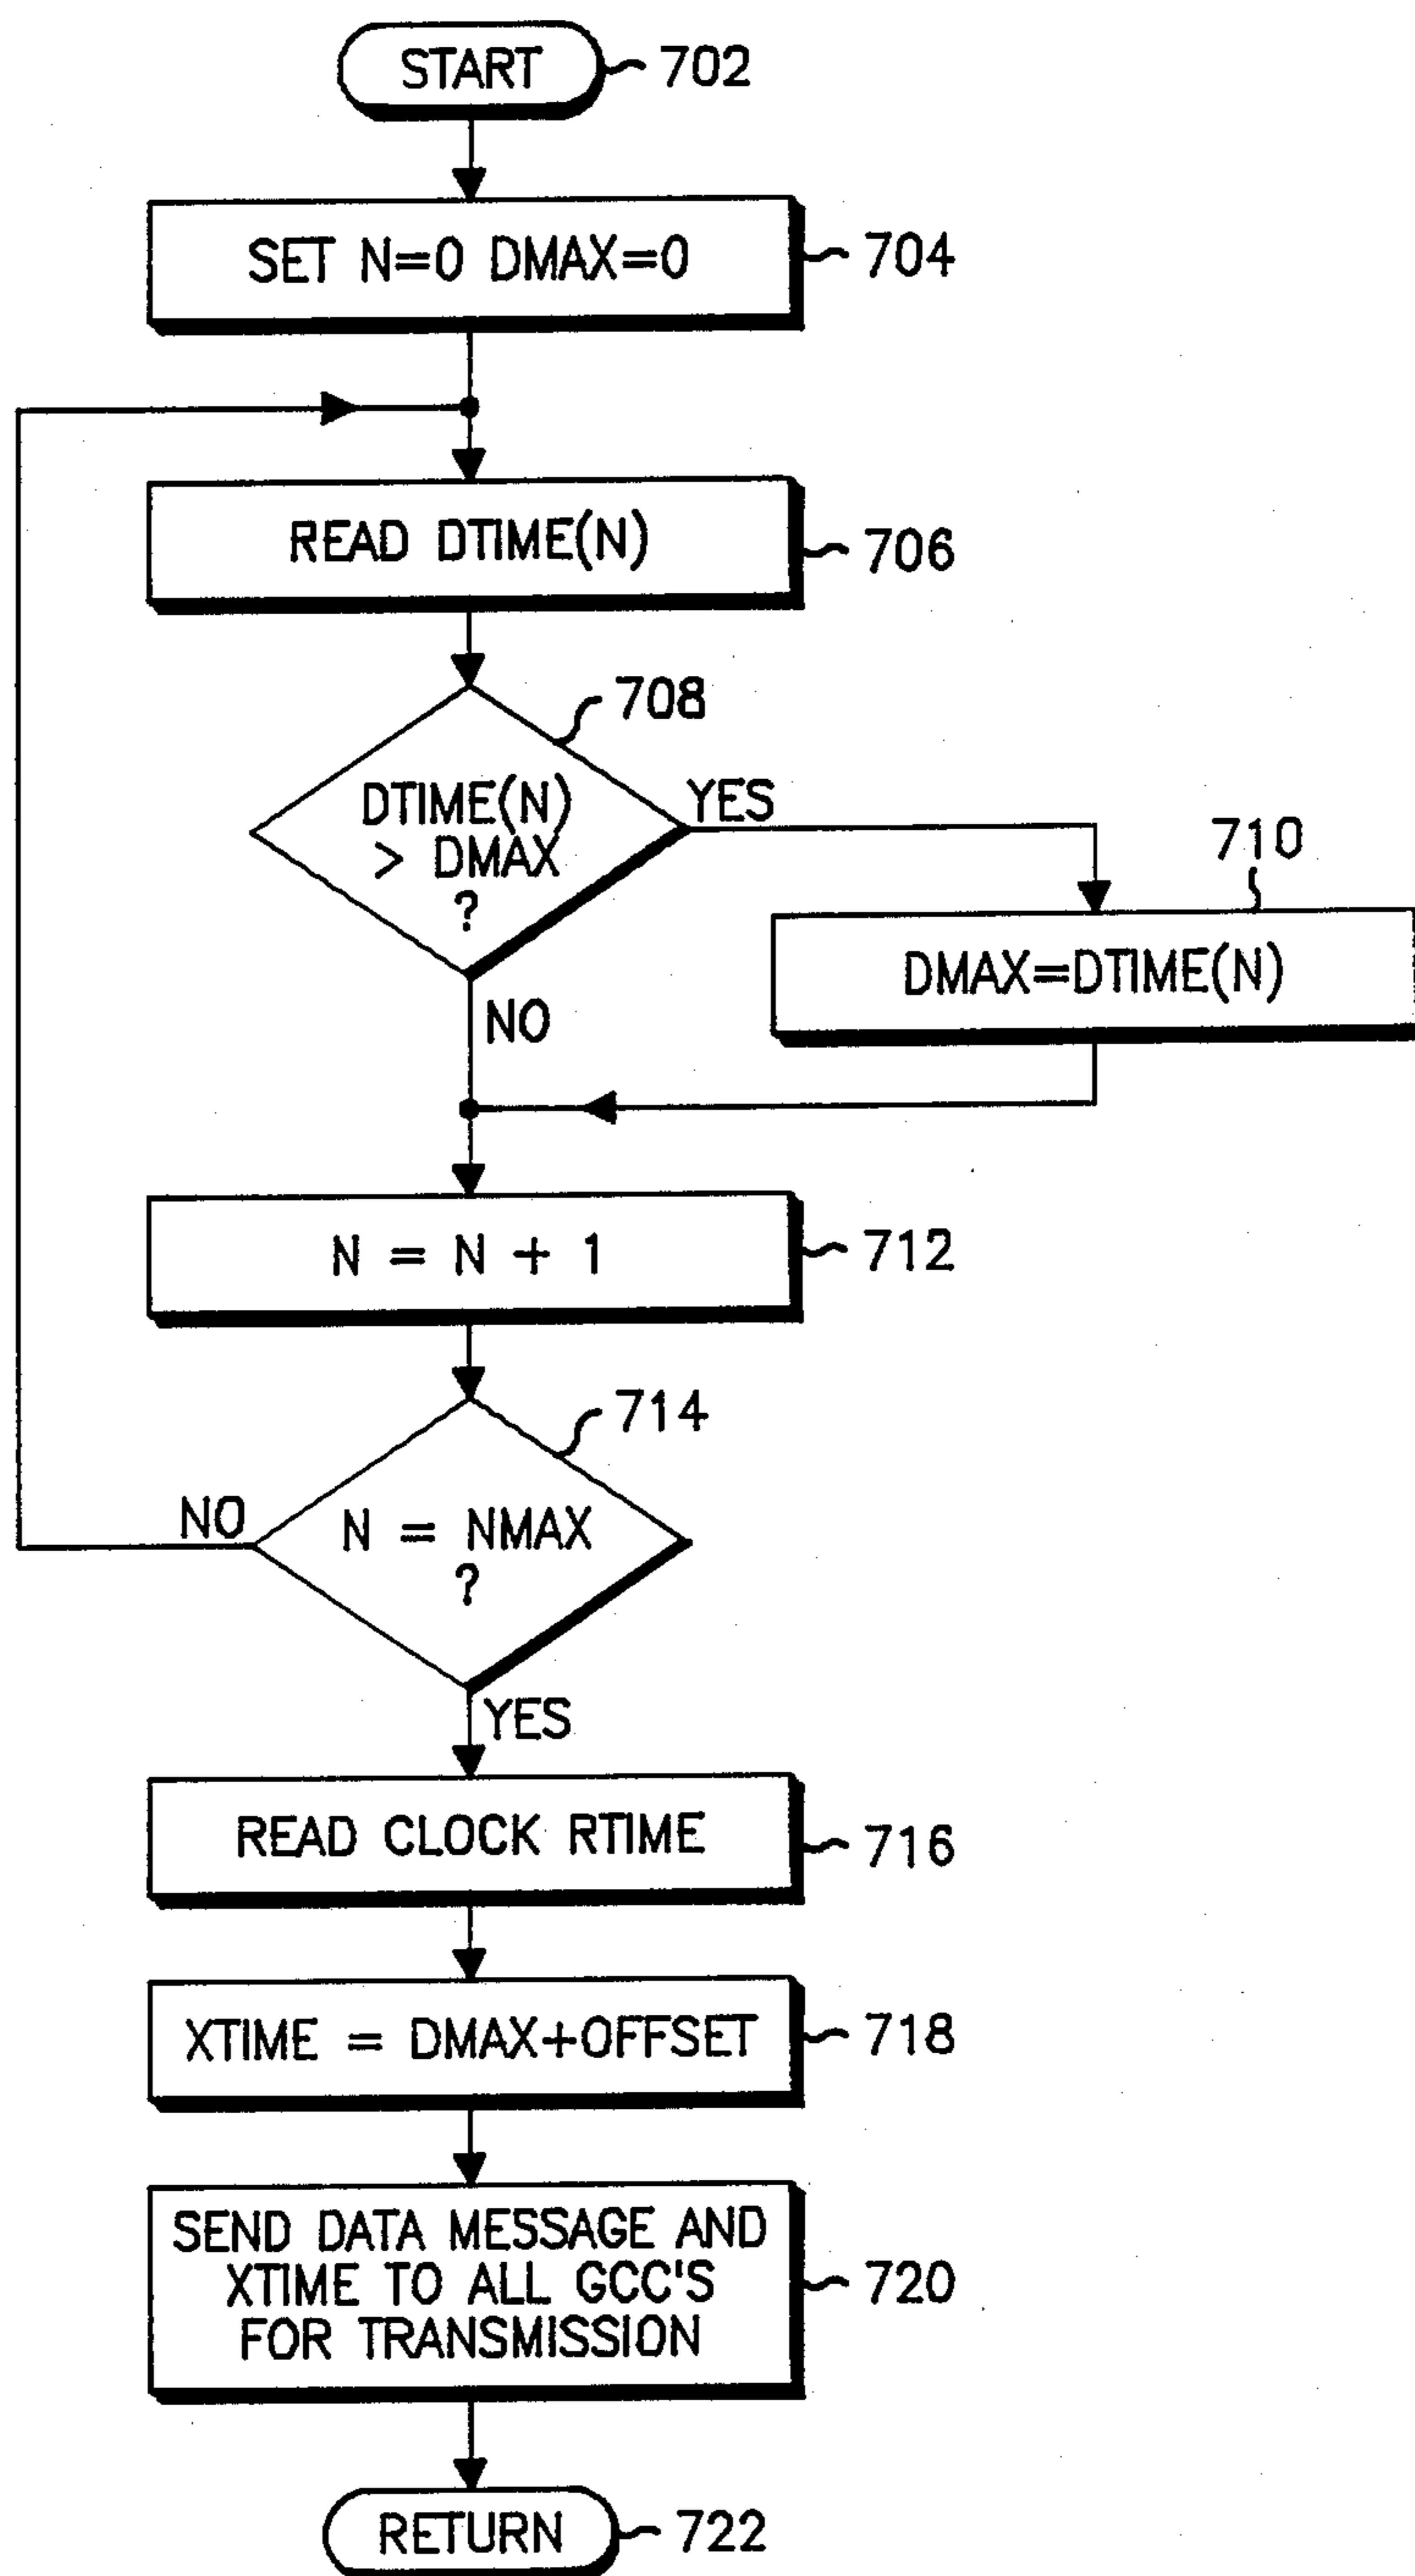 START
702
SET N=0 DMAX=0
704
READ DTIME(N)
706
708
DTIME(N)
> DMAX
?
YES
NO
710
DMAX=DTIME(N)
N = N + 1
712
714
N = NMAX
?
NO
YES
READ CLOCK RTIME
716
XTIME = DMAX+OFFSET
718
SEND DATA MESSAGE AND
XTIME TO ALL GCC'S
FOR TRANSMISSION
720
RETURN
722